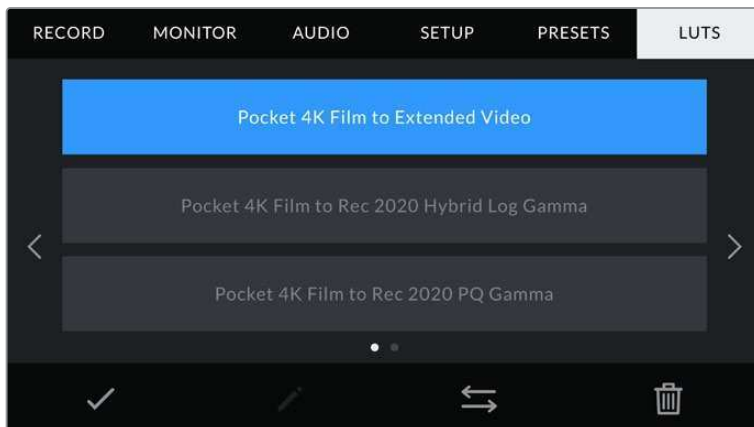 RECORD MONITOR AUDIO SETUP PRESETS LUTS
Pocket 4K Film to Extended Video
Pocket 4K Film to Rec 2020 Hybrid Log Gamma
Pocket 4K Film to Rec 2020 PQ Gamma